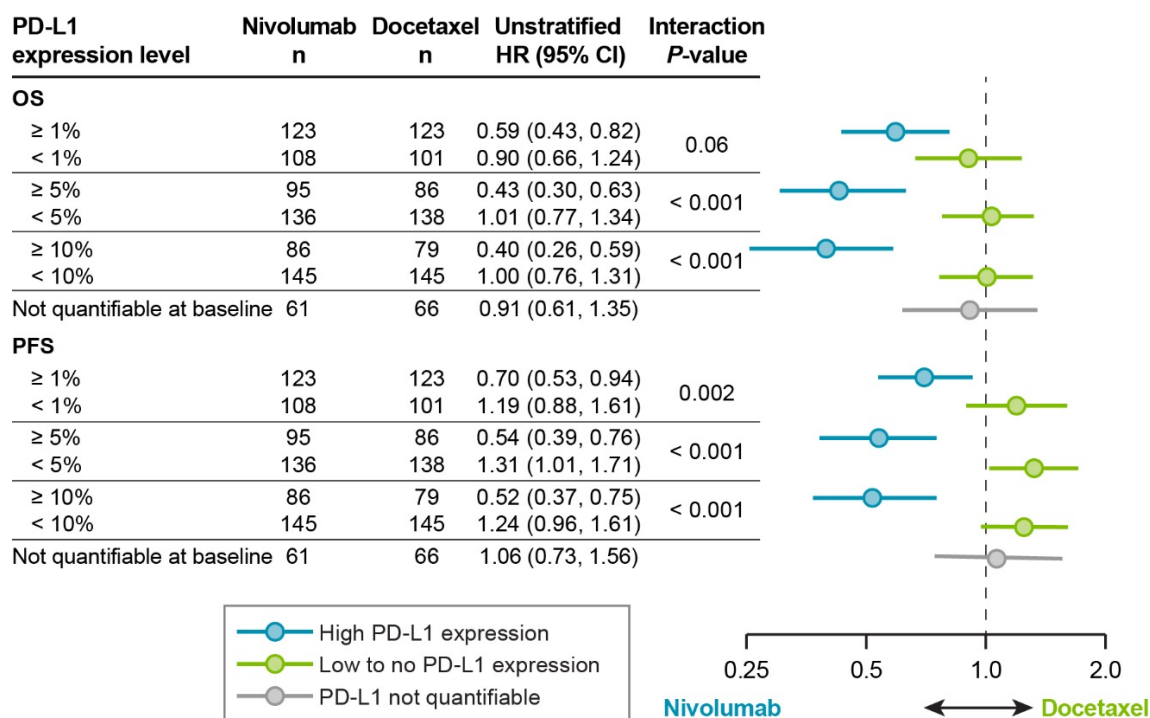 PD-L1 expression level Nivolumab n Docetaxel n Unstratified HR (95% CI) Interaction P-value
OS
≥ 1% 123 123 0.59 (0.43, 0.82) 0.06
< 1% 108 101 0.90 (0.66, 1.24)
≥ 5% 95 86 0.43 (0.30, 0.63) < 0.001
< 5% 136 138 1.01 (0.77, 1.34)
≥ 10% 86 79 0.40 (0.26, 0.59) < 0.001
< 10% 145 145 1.00 (0.76, 1.31)
Not quantifiable at baseline 61 66 0.91 (0.61, 1.35)
PFS
≥ 1% 123 123 0.70 (0.53, 0.94) 0.002
< 1% 108 101 1.19 (0.88, 1.61)
≥ 5% 95 86 0.54 (0.39, 0.76) < 0.001
< 5% 136 138 1.31 (1.01, 1.71)
≥ 10% 86 79 0.52 (0.37, 0.75) < 0.001
< 10% 145 145 1.24 (0.96, 1.61)
Not quantifiable at baseline 61 66 1.06 (0.73, 1.56)
High PD-L1 expression
Low to no PD-L1 expression
PD-L1 not quantifiable
0.25 0.5 1.0 2.0
Nivolumab Docetaxel